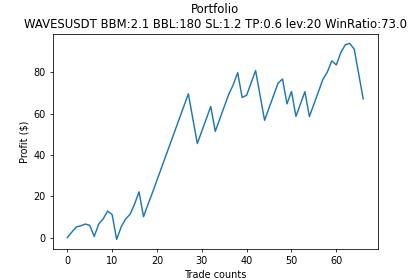 Portfolio
WAVESUSDT BBM:2.1 BBL:180 SL:1.2 TP:0.6 lev:20 WinRatio:73.0
80
60
40
20
0
Profit ($)
0 10 20 30 40 50 60
Trade counts